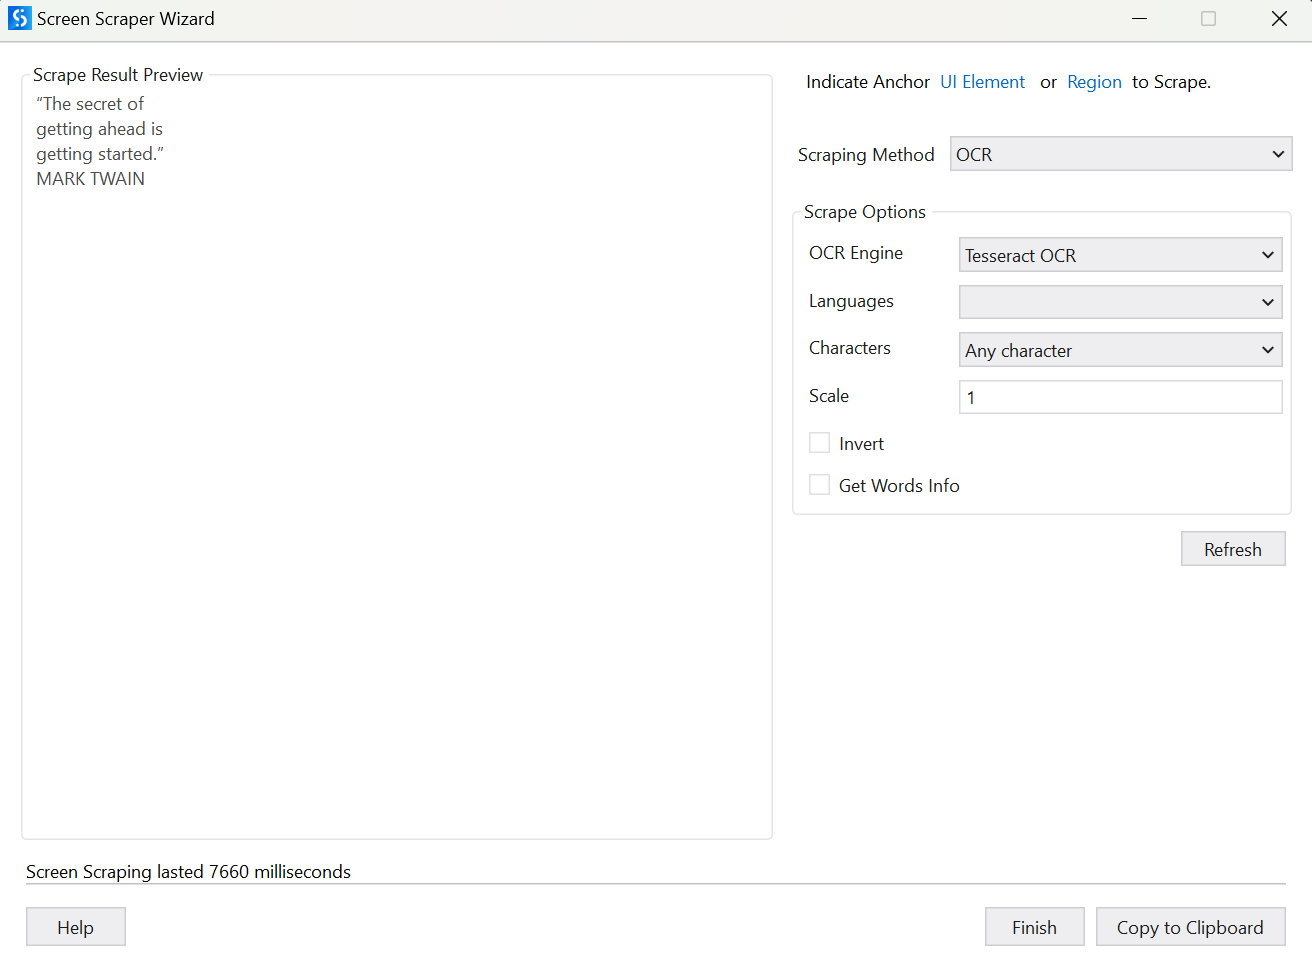 Screen Scraper Wizard
Scrape Result Preview
“The secret of
getting ahead is
getting started.”
MARK TWAIN
Indicate Anchor UI Element or Region to Scrape.
Scraping Method OCR
Scrape Options
OCR Engine Tesseract OCR
Languages
Characters Any character
Scale 1
Invert
Get Words Info
Refresh
Screen Scraping lasted 7660 milliseconds
Help Finish Copy to Clipboard